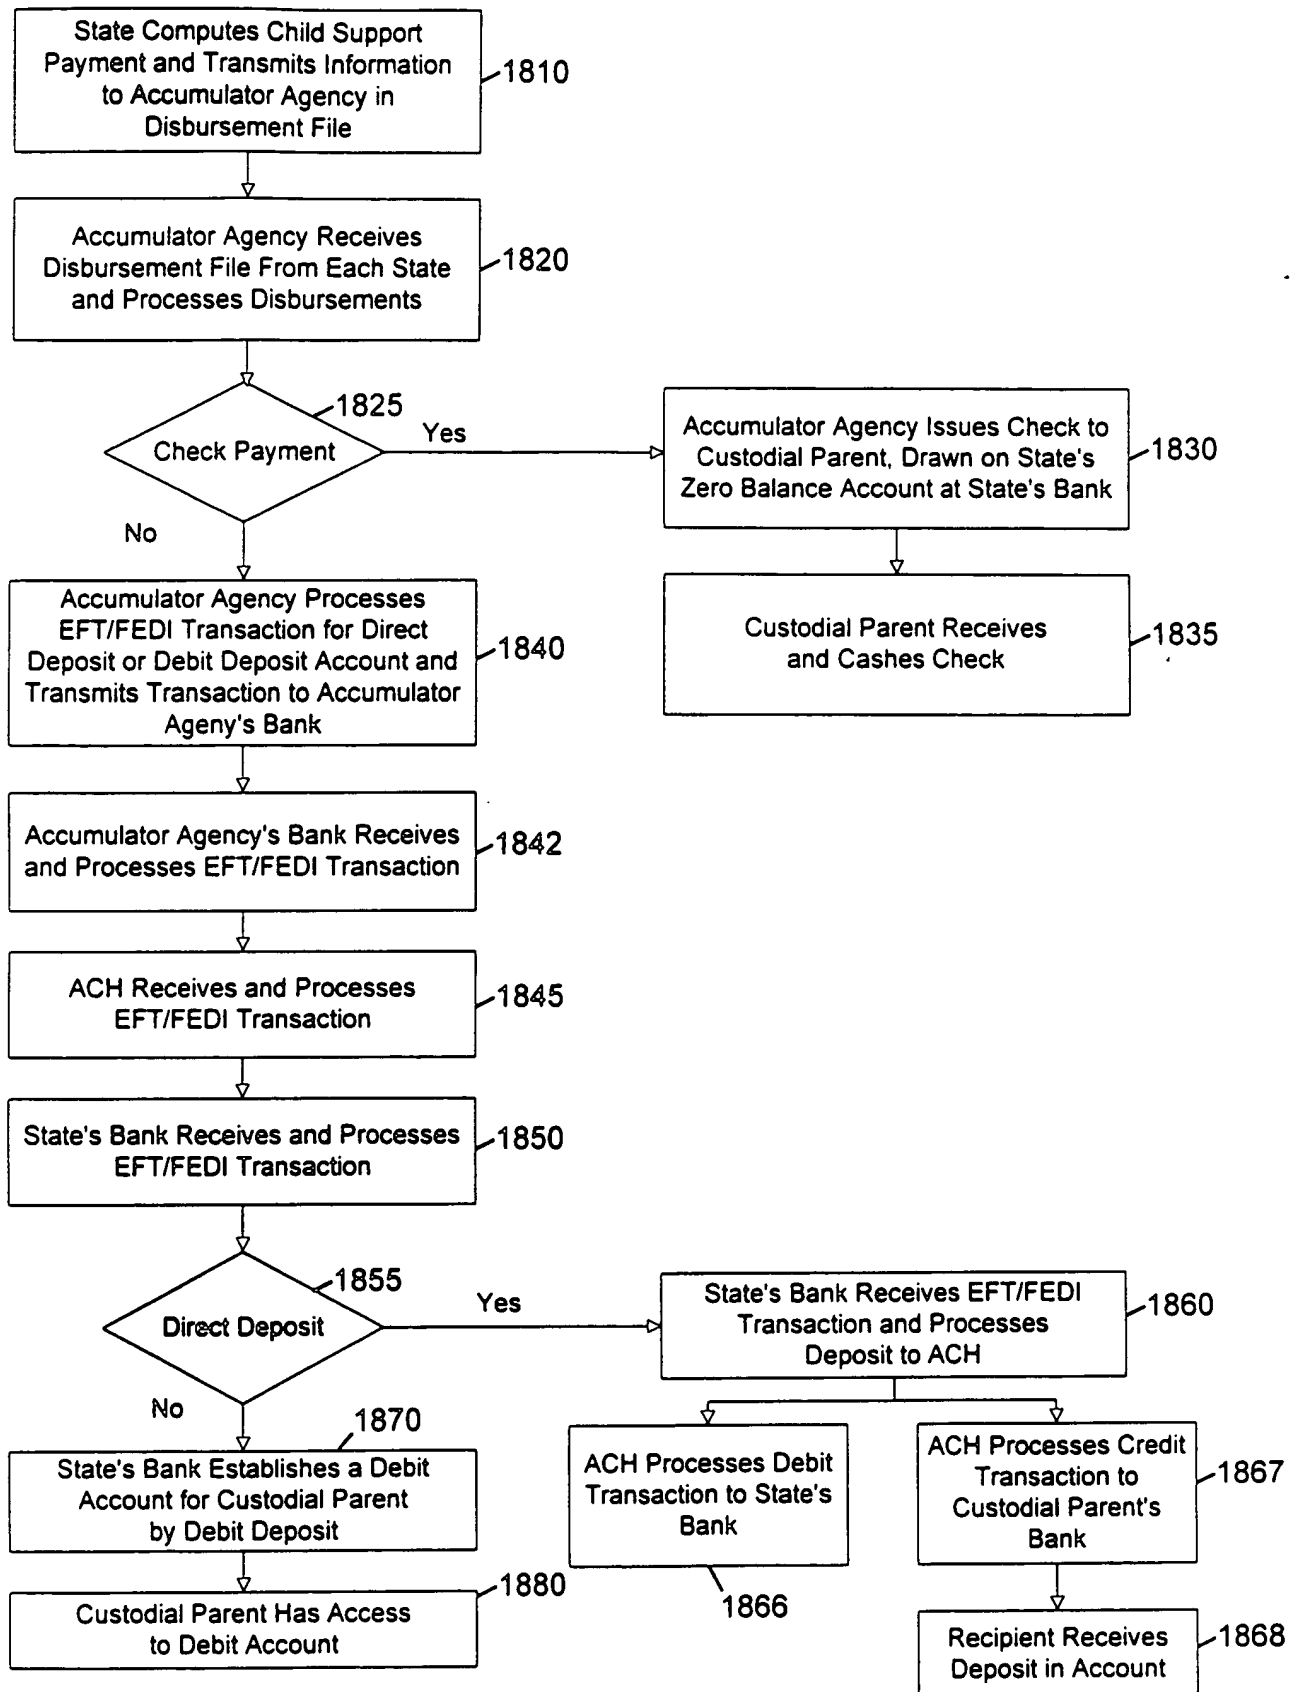 State Computes Child Support
Payment and Transmits Information
to Accumulator Agency in
Disbursement File
1810
Accumulator Agency Receives
Disbursement File From Each State
and Processes Disbursements
1820
Check Payment
1825
Yes
No
Accumulator Agency Issues Check to
Custodial Parent, Drawn on State's
Zero Balance Account at State's Bank
1830
Custodial Parent Receives
and Cashes Check
1835
Accumulator Agency Processes
EFT/FEDI Transaction for Direct
Deposit or Debit Deposit Account and
Transmits Transaction to Accumulator
Ageny's Bank
1840
Accumulator Agency's Bank Receives
and Processes EFT/FEDI Transaction
1842
ACH Receives and Processes
EFT/FEDI Transaction
1845
State's Bank Receives and Processes
EFT/FEDI Transaction
1850
Direct Deposit
1855
Yes
No
State's Bank Receives EFT/FEDI
Transaction and Processes
Deposit to ACH
1860
ACH Processes Debit
Transaction to State's
Bank
1866
ACH Processes Credit
Transaction to
Custodial Parent's
Bank
1867
Recipient Receives
Deposit in Account
1868
1870
State's Bank Establishes a Debit
Account for Custodial Parent
by Debit Deposit
Custodial Parent Has Access
to Debit Account
1880